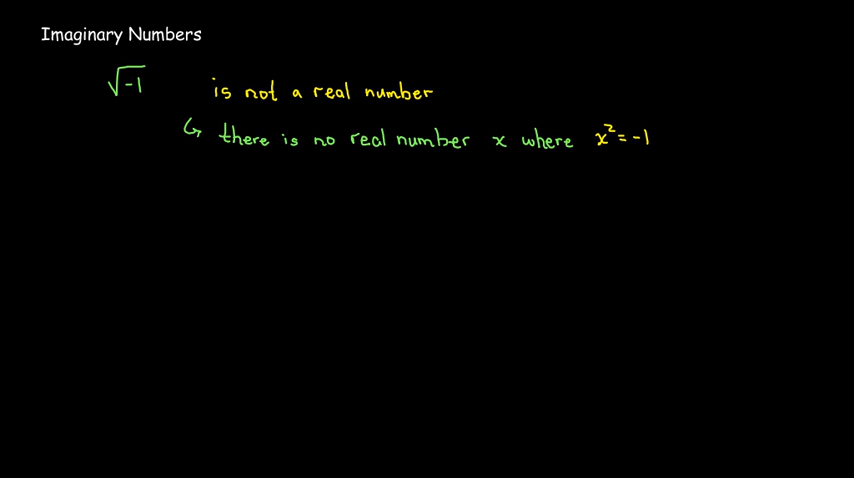 Imaginary Numbers
√-1 is not a real number
↳ there is no real number x where x² = -1